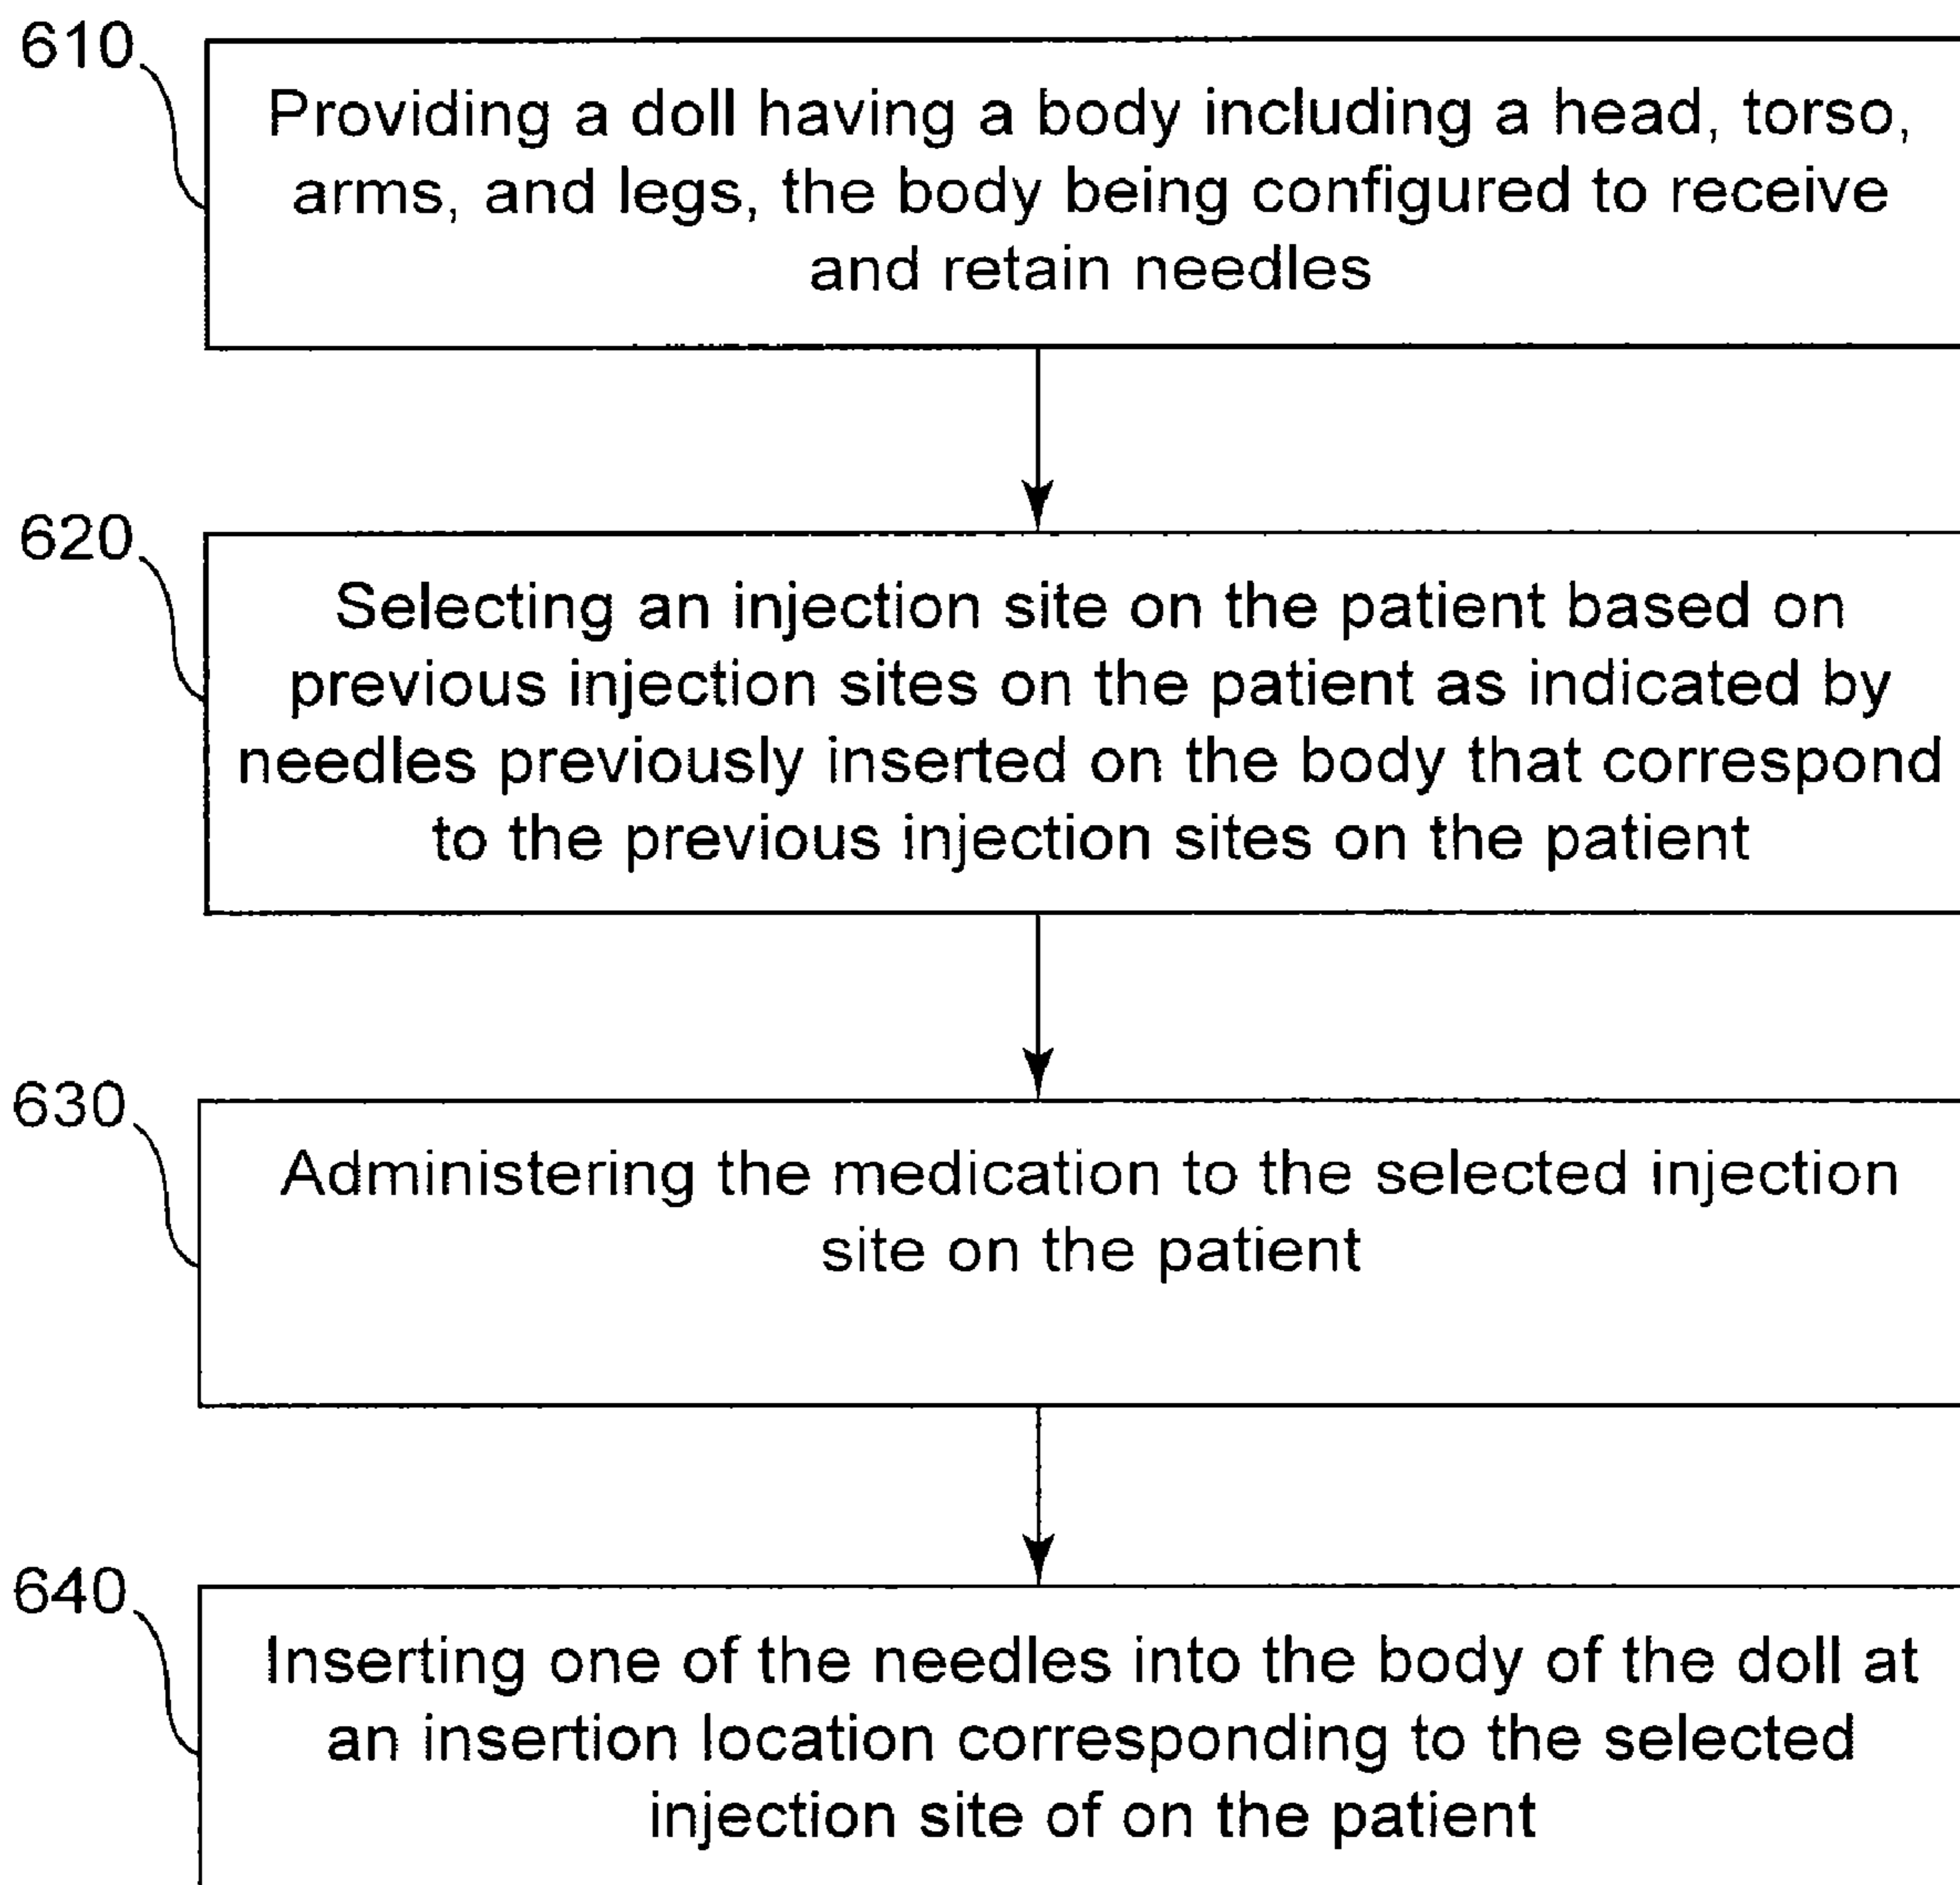 610
Providing a doll having a body including a head, torso,
arms, and legs, the body being configured to receive
and retain needles
620
Selecting an injection site on the patient based on
previous injection sites on the patient as indicated by
needles previously inserted on the body that correspond
to the previous injection sites on the patient
630
Administering the medication to the selected injection
site on the patient
640
Inserting one of the needles into the body of the doll at
an insertion location corresponding to the selected
injection site of on the patient